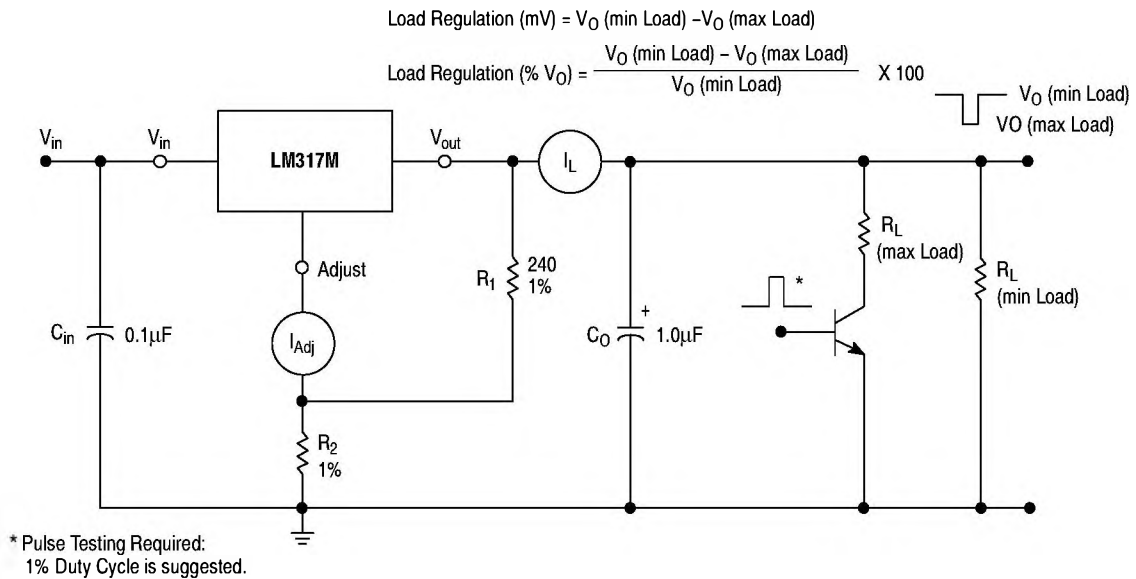 Load Regulation (mV) = VO (min Load) –VO (max Load)
Load Regulation (% VO) = VO (min Load) – VO (max Load)
VO (min Load)
X 100
VO (min Load)
VO (max Load)
Vin
Vin
LM317M
Vout
IL
RL
(max Load)
Adjust
R1
240
1%
*
RL
(min Load)
Cin
0.1µF
IAdj
+
CO
1.0µF
R2
1%
* Pulse Testing Required:
1% Duty Cycle is suggested.